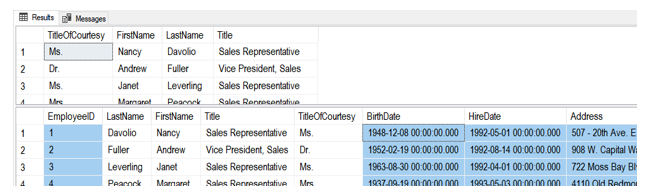 Results Messages
TitleOfCourtesy FirstName LastName Title
1 Ms. Nancy Davolio Sales Representative
2 Dr. Andrew Fuller Vice President, Sales
3 Ms. Janet Leverling Sales Representative
4 Mrs. Margaret Peacock Sales Representative
EmployeeID LastName FirstName Title TitleOfCourtesy BirthDate HireDate Address
1 1 Davolio Nancy Sales Representative Ms. 1948-12-08 00:00:00.000 1992-05-01 00:00:00.000 507 - 20th Ave. E
2 2 Fuller Andrew Vice President, Sales Dr. 1952-02-19 00:00:00.000 1992-08-14 00:00:00.000 908 W. Capital Wa
3 3 Leverling Janet Sales Representative Ms. 1963-08-30 00:00:00.000 1992-04-01 00:00:00.000 722 Moss Bay Bl
4 4 Peacock Margaret Sales Representative Mrs. 1937-09-19 00:00:00.000 1993-05-03 00:00:00.000 4110 Old Redmo